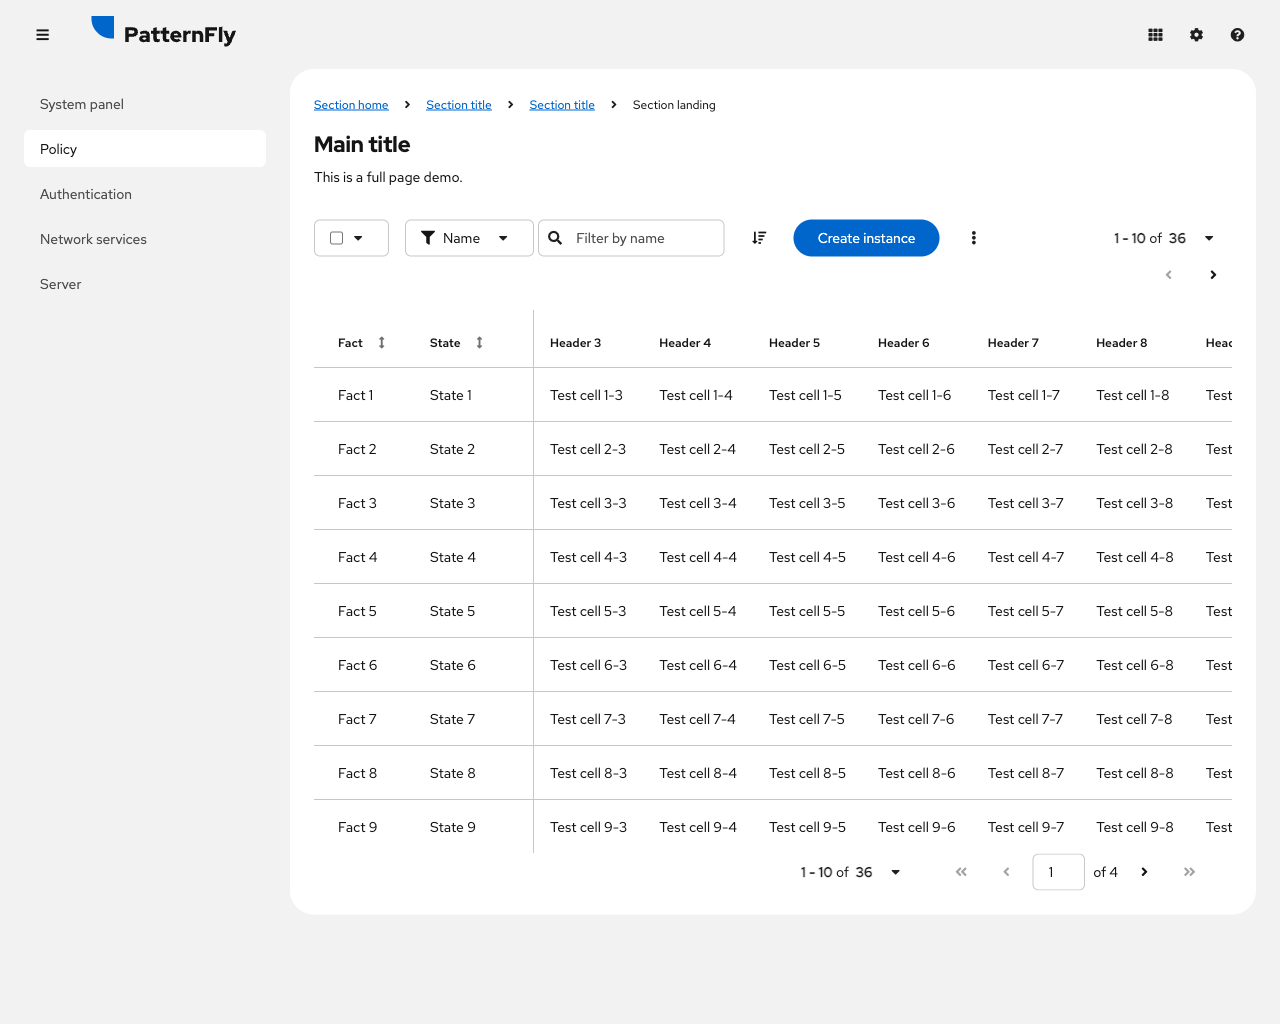 PatternFly
System panel
Policy
Authentication
Network services
Server
Section home Section title Section title Section landing
Main title
This is a full page demo.
Name Filter by name Create instance 1 - 10 of 36
Fact State Header 3 Header 4 Header 5 Header 6 Header 7 Header 8
Fact 1 State 1 Test cell 1-3 Test cell 1-4 Test cell 1-5 Test cell 1-6 Test cell 1-7 Test cell 1-8 Test
Fact 2 State 2 Test cell 2-3 Test cell 2-4 Test cell 2-5 Test cell 2-6 Test cell 2-7 Test cell 2-8 Test
Fact 3 State 3 Test cell 3-3 Test cell 3-4 Test cell 3-5 Test cell 3-6 Test cell 3-7 Test cell 3-8 Test
Fact 4 State 4 Test cell 4-3 Test cell 4-4 Test cell 4-5 Test cell 4-6 Test cell 4-7 Test cell 4-8 Test
Fact 5 State 5 Test cell 5-3 Test cell 5-4 Test cell 5-5 Test cell 5-6 Test cell 5-7 Test cell 5-8 Test
Fact 6 State 6 Test cell 6-3 Test cell 6-4 Test cell 6-5 Test cell 6-6 Test cell 6-7 Test cell 6-8 Test
Fact 7 State 7 Test cell 7-3 Test cell 7-4 Test cell 7-5 Test cell 7-6 Test cell 7-7 Test cell 7-8 Test
Fact 8 State 8 Test cell 8-3 Test cell 8-4 Test cell 8-5 Test cell 8-6 Test cell 8-7 Test cell 8-8 Test
Fact 9 State 9 Test cell 9-3 Test cell 9-4 Test cell 9-5 Test cell 9-6 Test cell 9-7 Test cell 9-8 Test
1 - 10 of 36 1 of 4